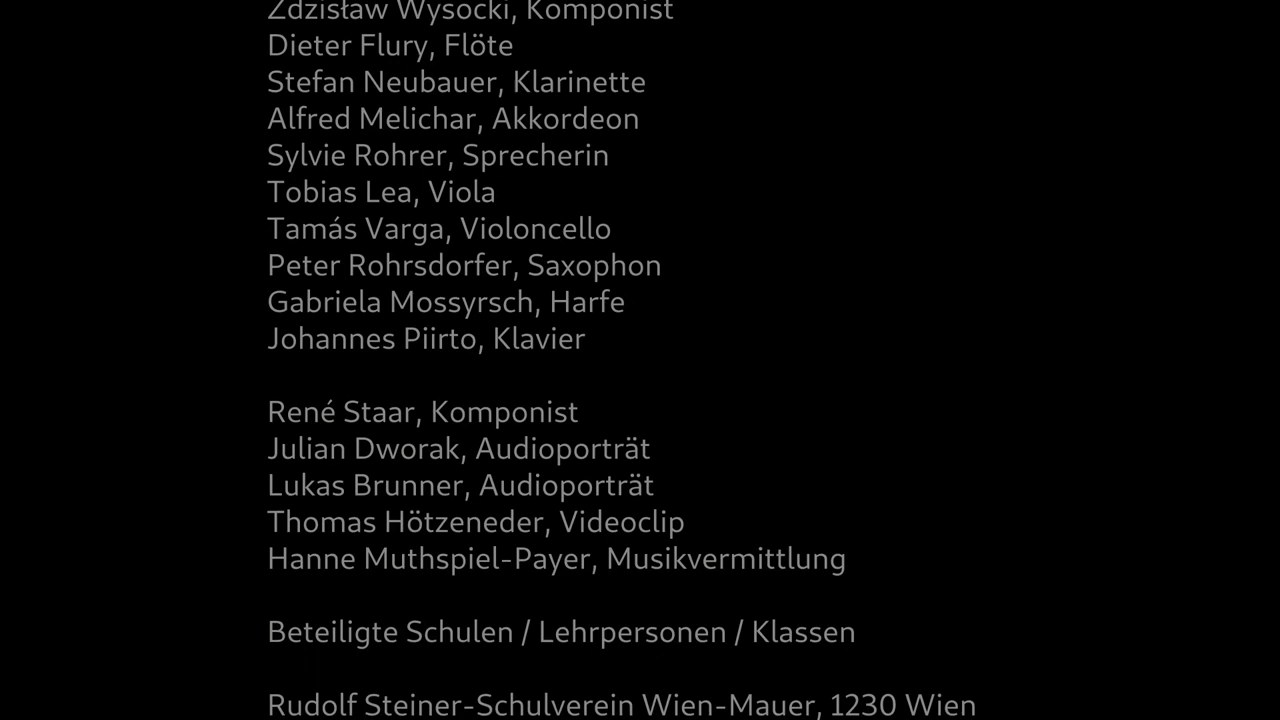 Zdzisław Wysocki, Komponist
Dieter Flury, Flöte
Stefan Neubauer, Klarinette
Alfred Melichar, Akkordeon
Sylvie Rohrer, Sprecherin
Tobias Lea, Viola
Tamás Varga, Violoncello
Peter Rohrsdorfer, Saxophon
Gabriela Mossyrsch, Harfe
Johannes Piirto, Klavier
René Staar, Komponist
Julian Dworak, Audioporträt
Lukas Brunner, Audioporträt
Thomas Hötzeneder, Videoclip
Hanne Muthspiel-Payer, Musikvermittlung
Beteiligte Schulen / Lehrpersonen / Klassen
Rudolf Steiner-Schulverein Wien-Mauer, 1230 Wien